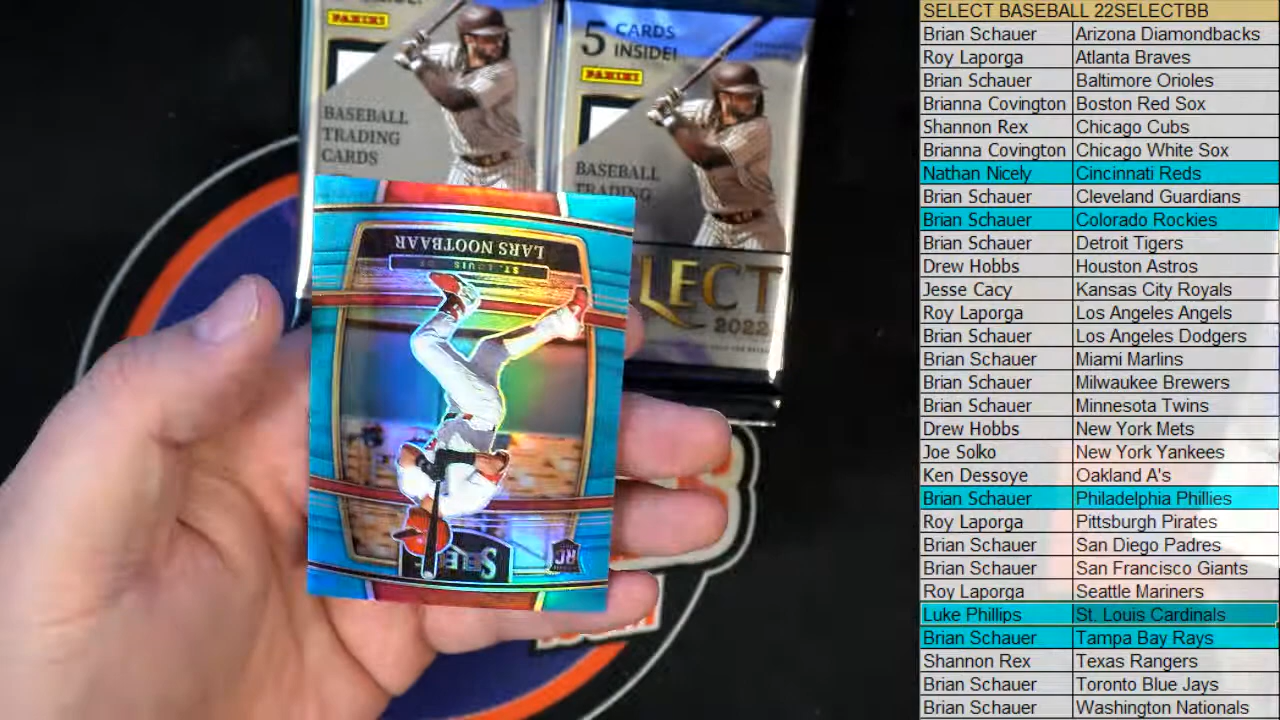 PANINI
BASEBALL
TRADING
CARDS
5 CARDS
INSIDE!
PANINI
BASEBALL
TRADING
LECT
2022
LARS NOOTBAAR
ST. LOUIS OF
SELECT
RC
SELECT BASEBALL 22SELECTBB
Brian Schauer Arizona Diamondbacks
Roy Laporga Atlanta Braves
Brian Schauer Baltimore Orioles
Brianna Covington Boston Red Sox
Shannon Rex Chicago Cubs
Brianna Covington Chicago White Sox
Nathan Nicely Cincinnati Reds
Brian Schauer Cleveland Guardians
Brian Schauer Colorado Rockies
Brian Schauer Detroit Tigers
Drew Hobbs Houston Astros
Jesse Cacy Kansas City Royals
Roy Laporga Los Angeles Angels
Brian Schauer Los Angeles Dodgers
Brian Schauer Miami Marlins
Brian Schauer Milwaukee Brewers
Brian Schauer Minnesota Twins
Drew Hobbs New York Mets
Joe Solko New York Yankees
Ken Dessoye Oakland A's
Brian Schauer Philadelphia Phillies
Roy Laporga Pittsburgh Pirates
Brian Schauer San Diego Padres
Brian Schauer San Francisco Giants
Roy Laporga Seattle Mariners
Luke Phillips St. Louis Cardinals
Brian Schauer Tampa Bay Rays
Shannon Rex Texas Rangers
Brian Schauer Toronto Blue Jays
Brian Schauer Washington Nationals